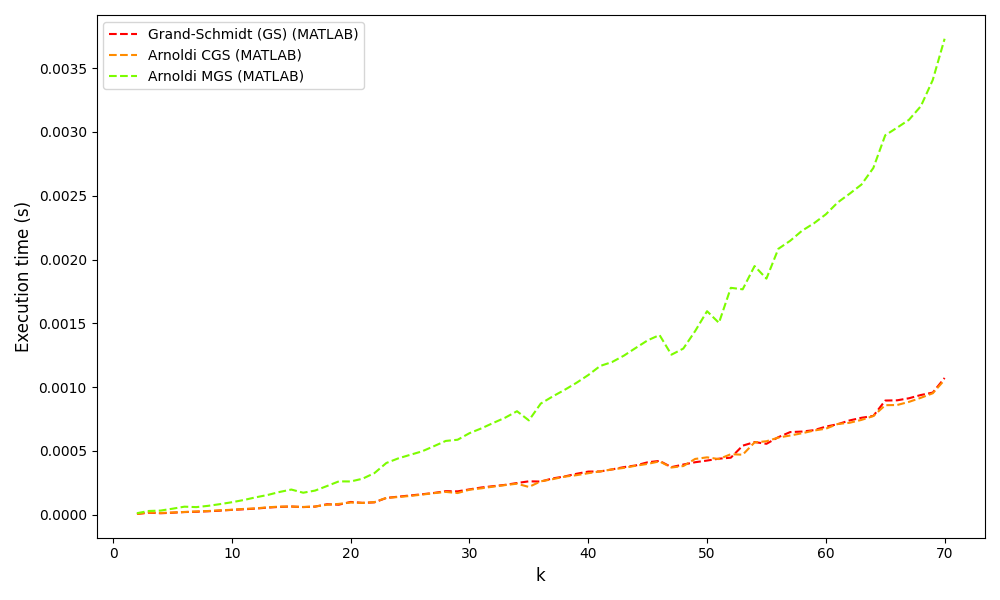 Grand-Schmidt (GS) (MATLAB)
Arnoldi CGS (MATLAB)
Arnoldi MGS (MATLAB)
0.0035
0.0030
0.0025
0.0020
0.0015
0.0010
0.0005
0.0000
Execution time (s)
0 10 20 30 40 50 60 70
k